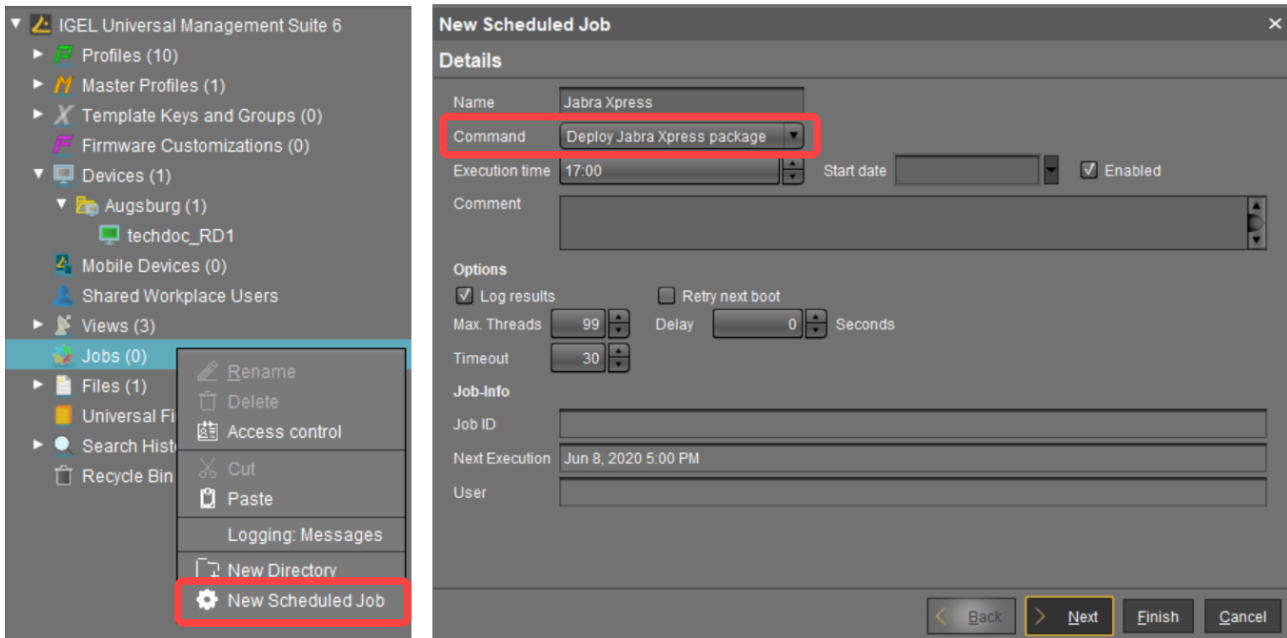 IGEL Universal Management Suite 6
Profiles (10)
Master Profiles (1)
Template Keys and Groups (0)
Firmware Customizations (0)
Devices (1)
Augsburg (1)
techdoc_RD1
Mobile Devices (0)
Shared Workplace Users
Views (3)
Jobs (0)
Files (1)
Universal Fi
Search Hist
Recycle Bin
Rename
Delete
Access control
Cut
Paste
Logging: Messages
New Directory
New Scheduled Job
New Scheduled Job
Details
Name Jabra Xpress
Command Deploy Jabra Xpress package
Execution time 17:00 Start date Enabled
Comment
Options
Log results Retry next boot
Max. Threads 99 Delay 0 Seconds
Timeout 30
Job-Info
Job ID
Next Execution Jun 8, 2020 5:00 PM
User
Back Next Finish Cancel